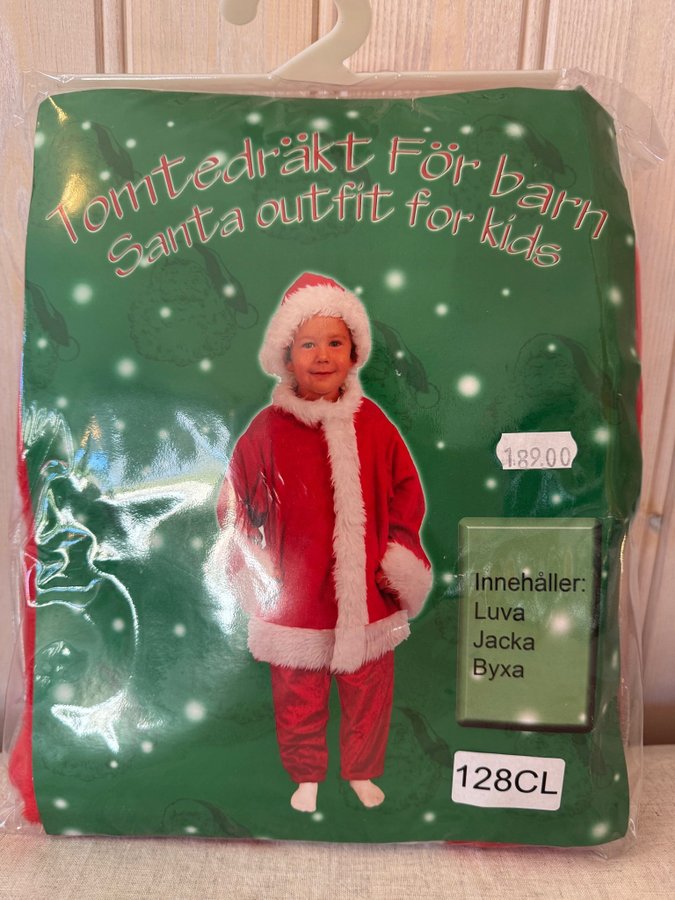 Tomtedräkt För barn
Santa outfit for kids
189.00
Innehåller:
Luva
Jacka
Byxa
128CL